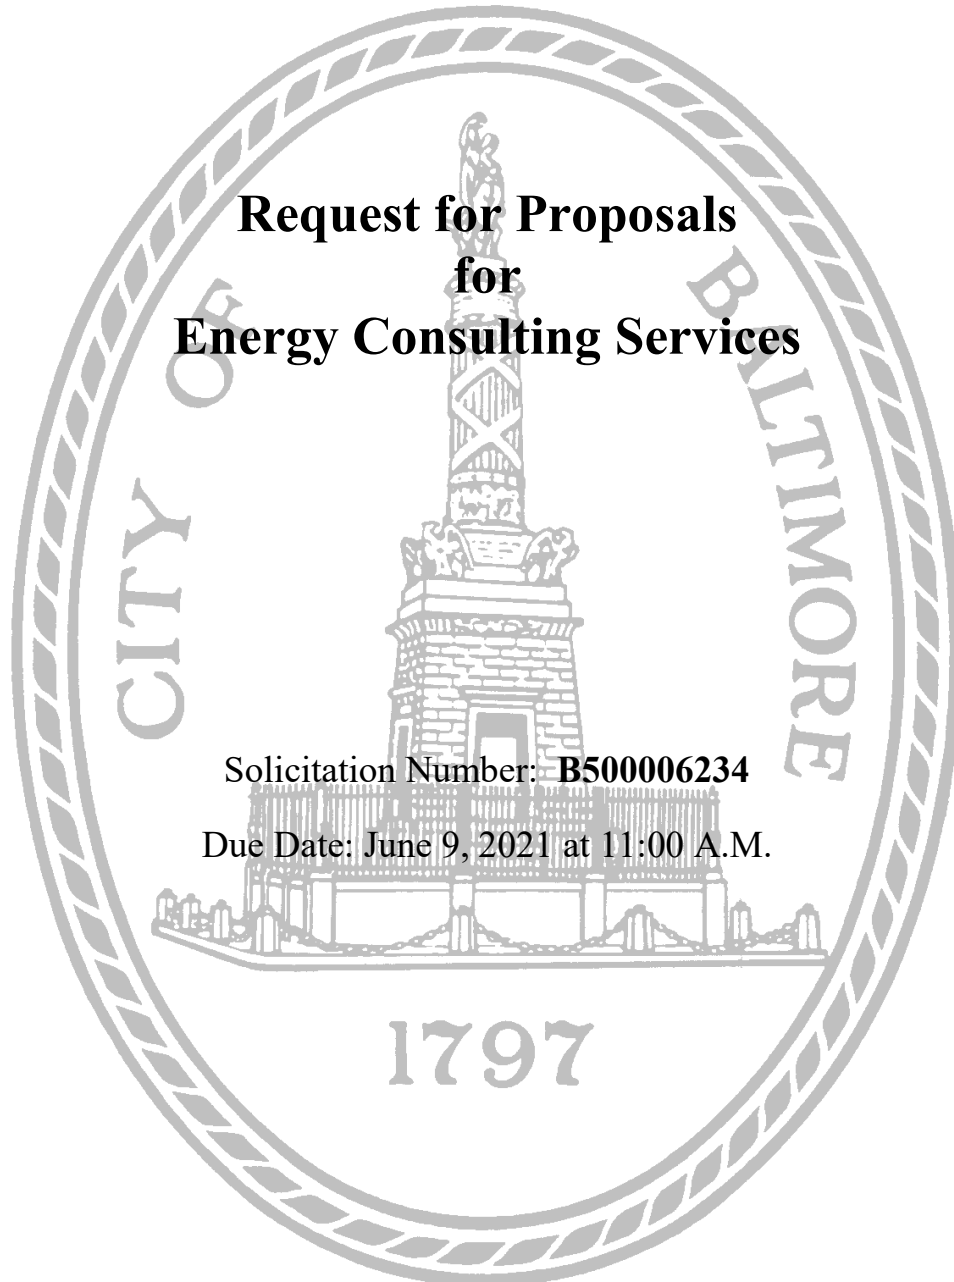 Request for Proposals
for
Energy Consulting Services
CITY OF BALTIMORE
Solicitation Number: B500006234
Due Date: June 9, 2021 at 11:00 A.M.
1797